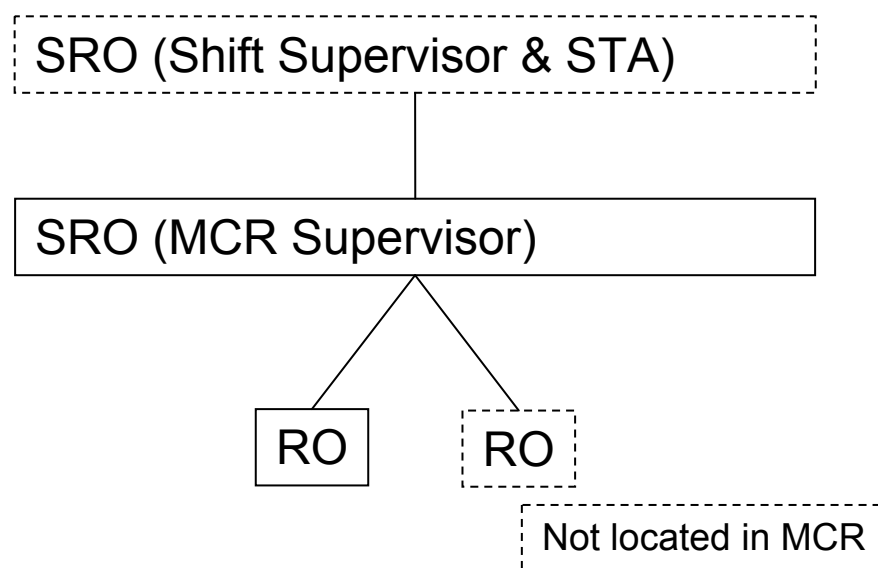 SRO (Shift Supervisor & STA)
SRO (MCR Supervisor)
RO
RO
Not located in MCR